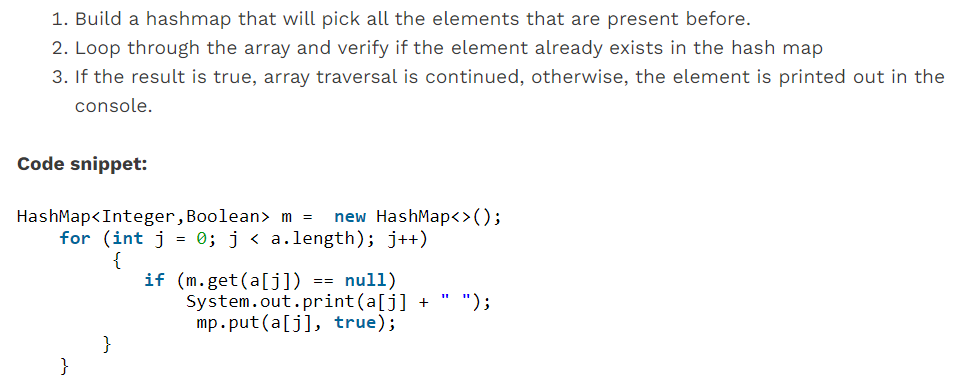 1. Build a hashmap that will pick all the elements that are present before.
2. Loop through the array and verify if the element already exists in the hash map
3. If the result is true, array traversal is continued, otherwise, the element is printed out in the
console.
Code snippet:
HashMap<Integer,Boolean> m =  new HashMap<>();
    for (int j = 0; j < a.length); j++)
         {
            if (m.get(a[j]) == null)
                System.out.print(a[j] + " ");
                 mp.put(a[j], true);
        }
    }